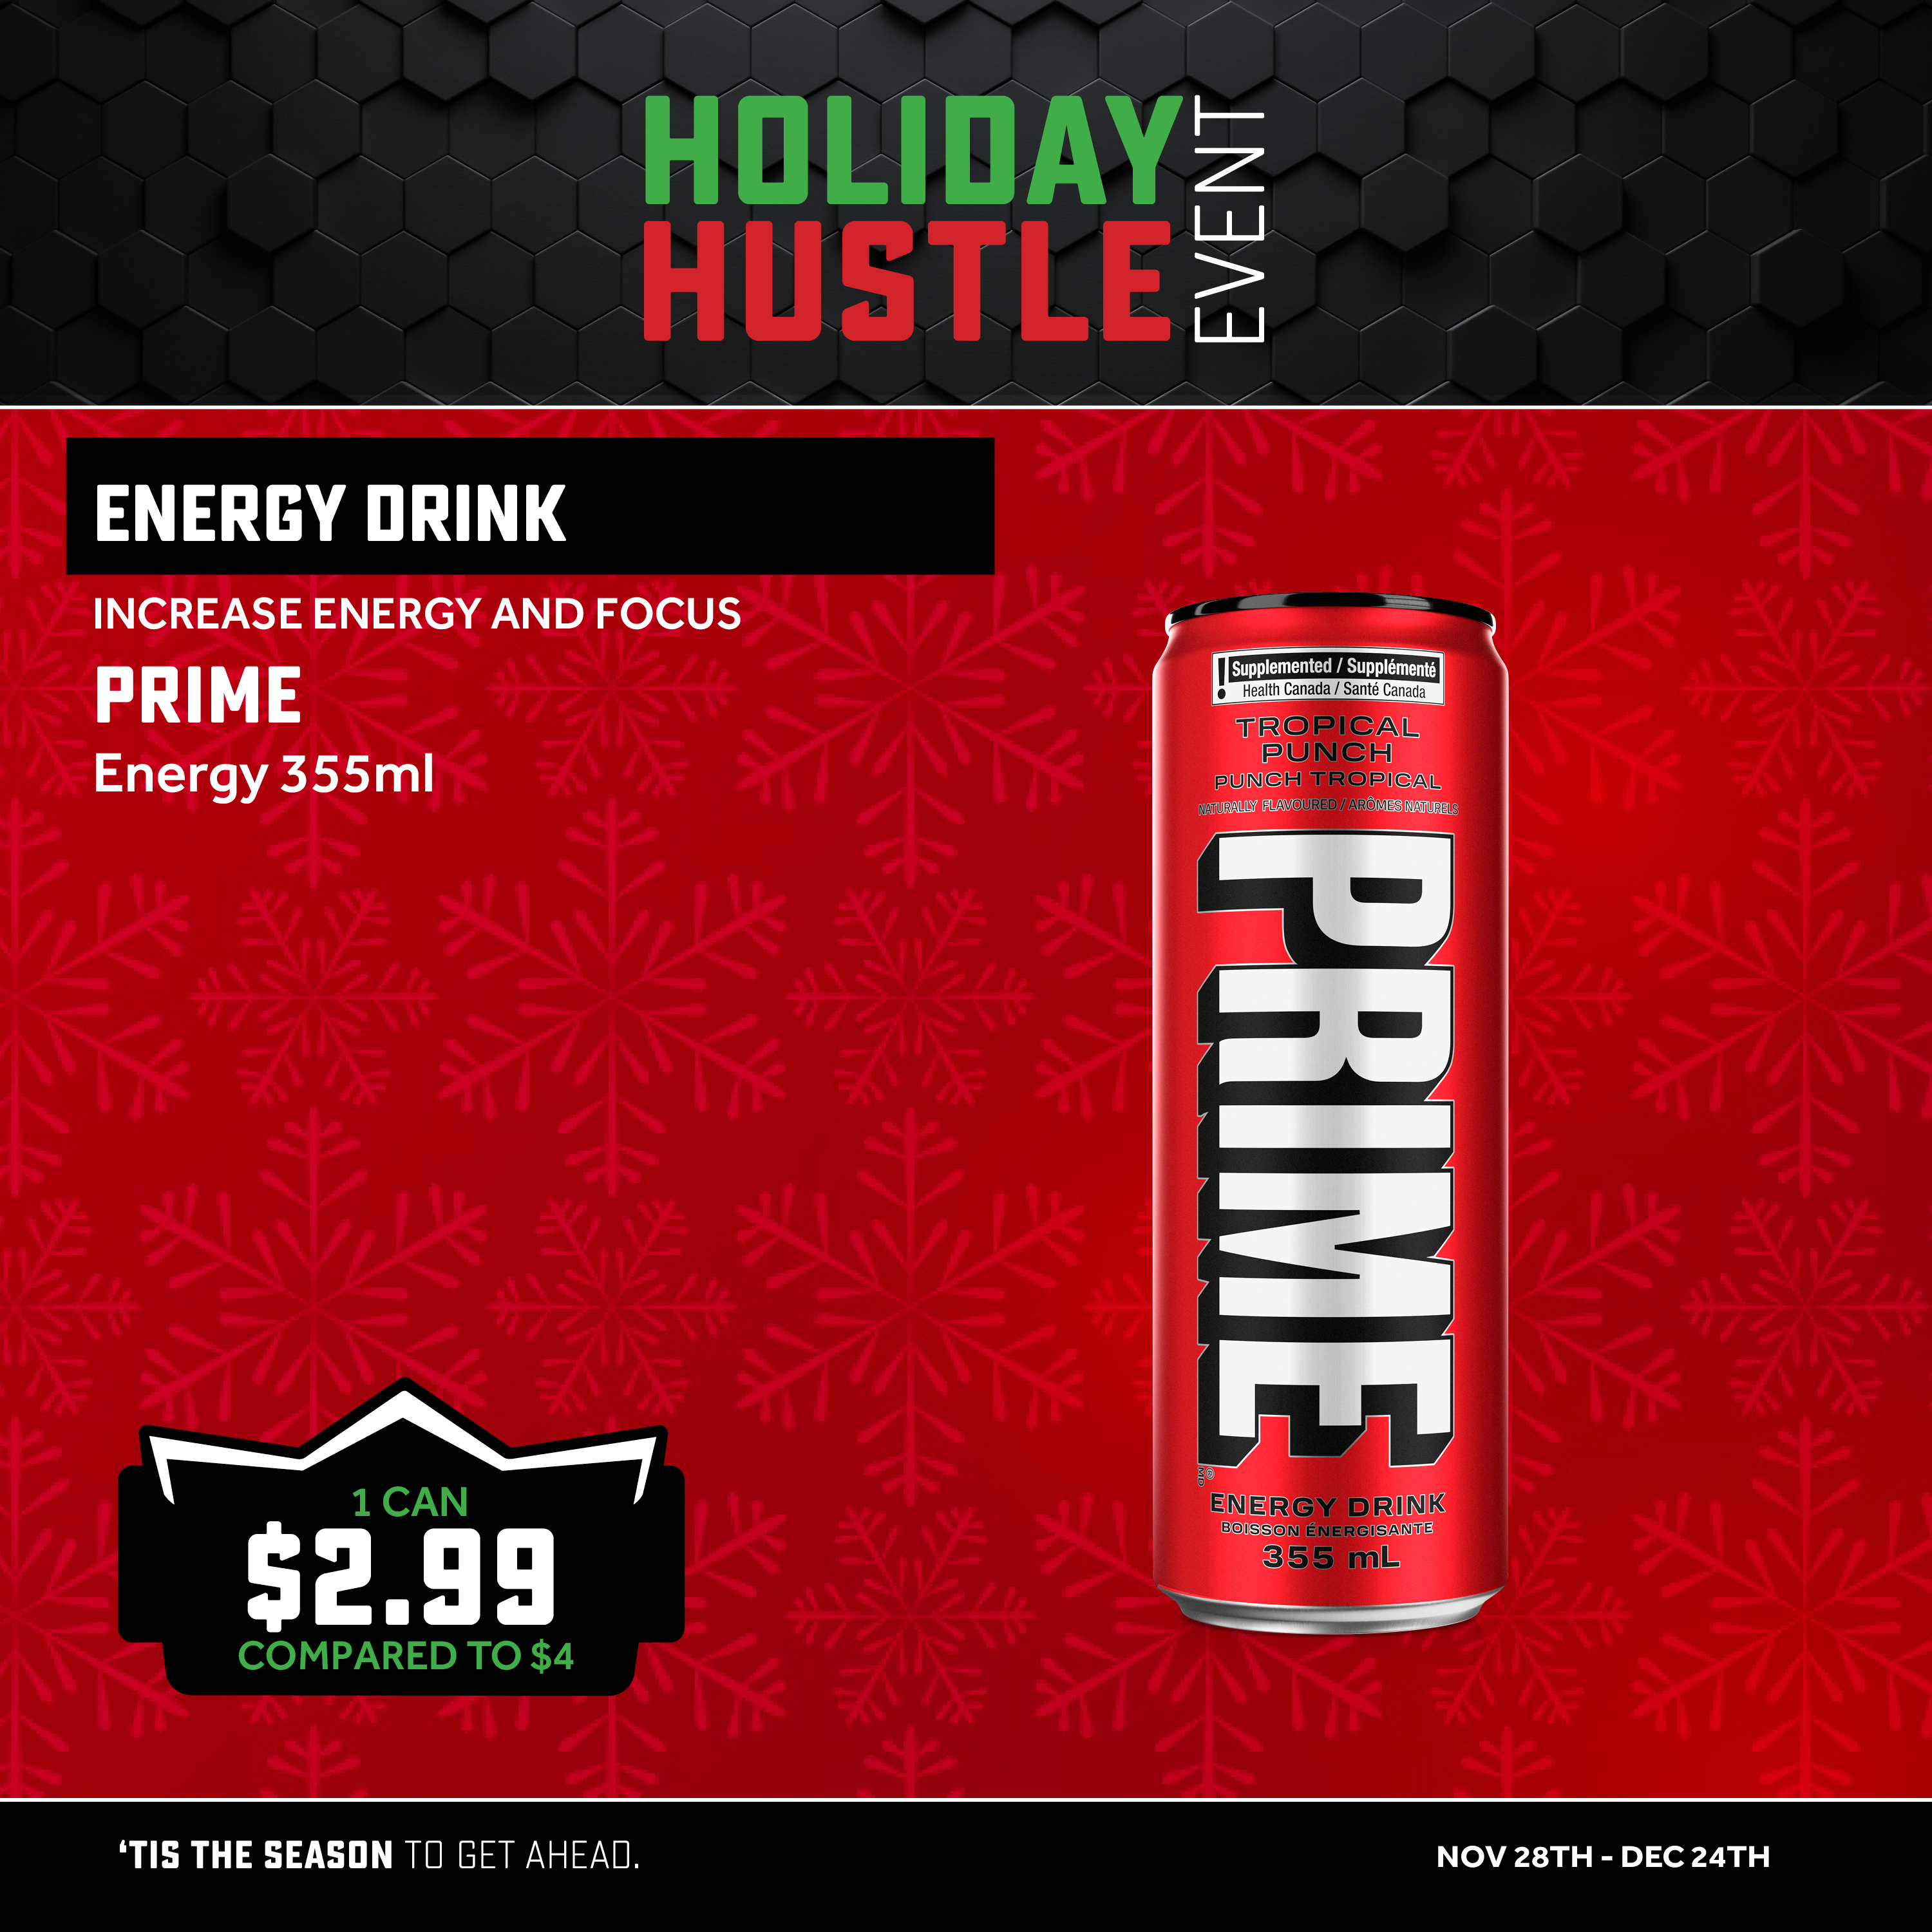 HOLIDAY
HUSTLE
EVENT
ENERGY DRINK
INCREASE ENERGY AND FOCUS
PRIME
Energy 355ml
! Supplemented / Supplémenté
Health Canada / Santé Canada
TROPICAL
PUNCH
PUNCH TROPICAL
NATURALLY FLAVOURED / ARÔMES NATURELS
PRIME
®
MD
ENERGY DRINK
BOISSON ÉNERGISANTE
355 mL
1 CAN
$2.99
COMPARED TO $4
‘TIS THE SEASON TO GET AHEAD.
NOV 28TH - DEC 24TH